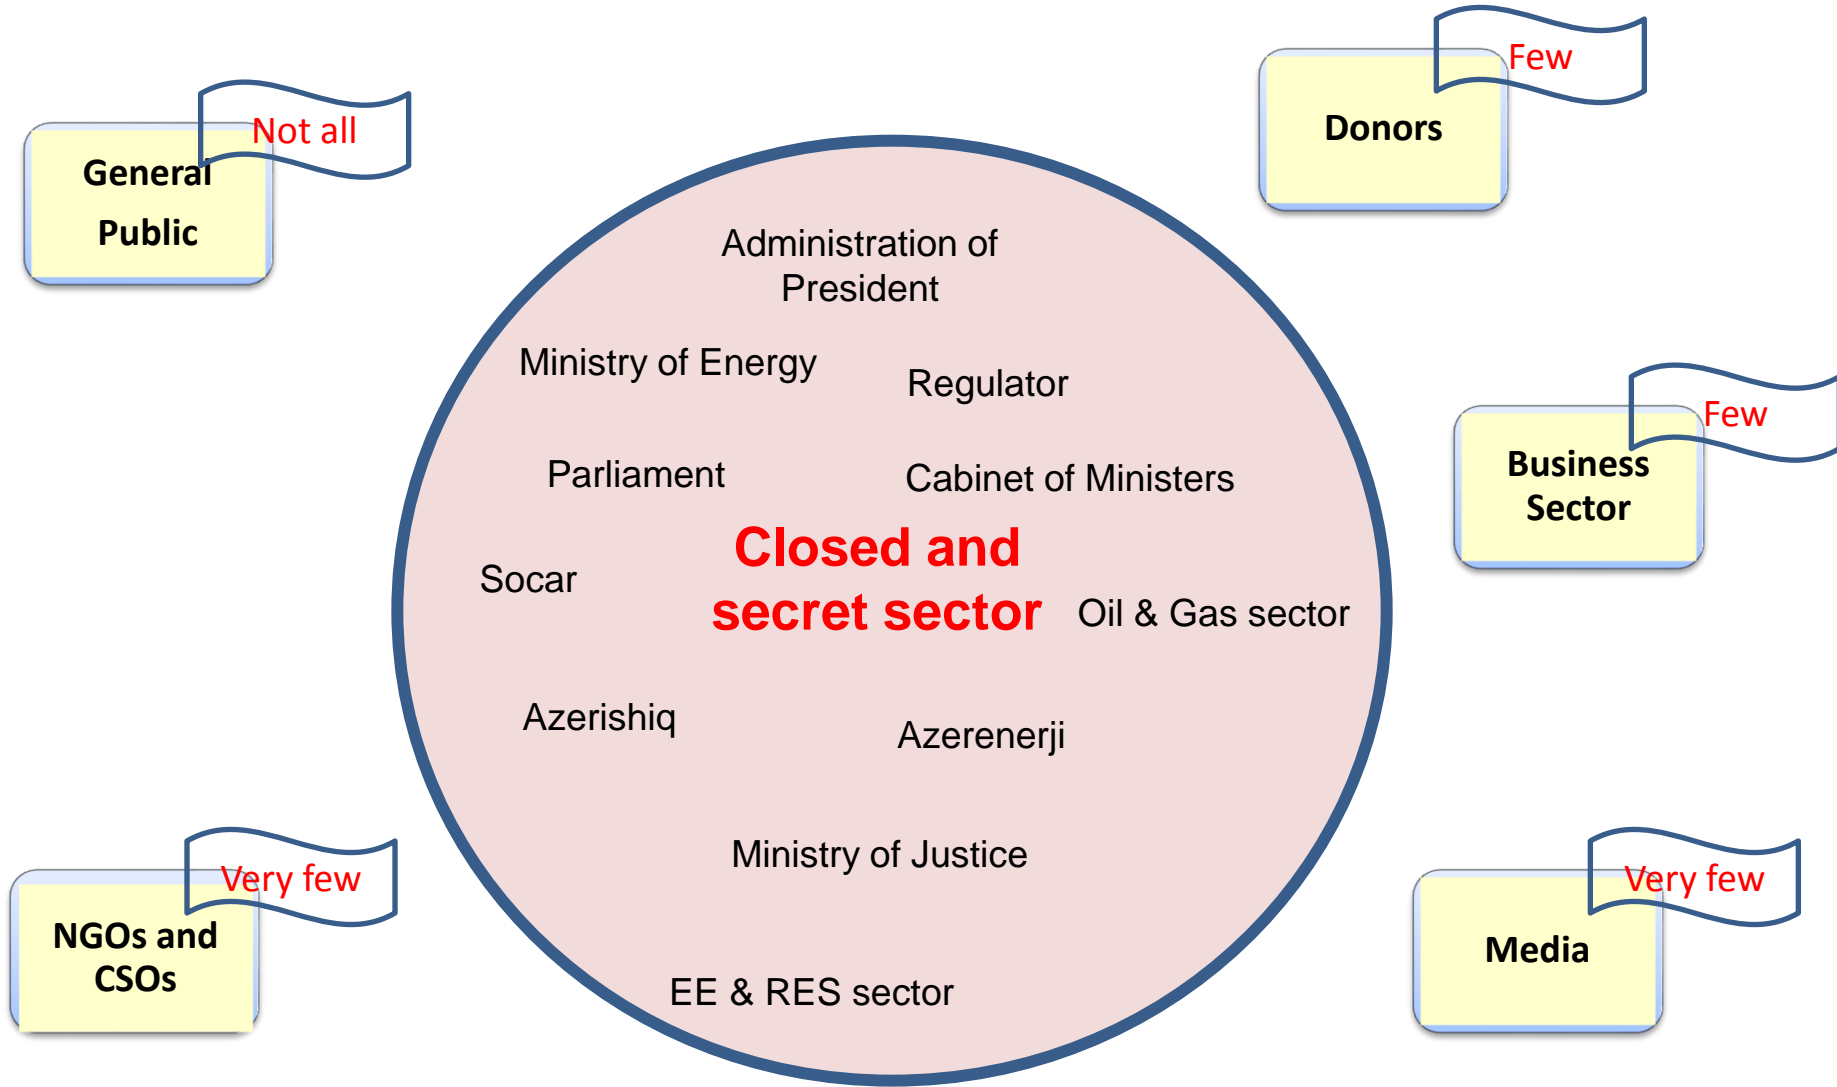 Few
Donors
Not all
General
Public
Administration of
President
Ministry of Energy
Regulator
Few
Business
Sector
Parliament
Cabinet of Ministers
Closed and
secret sector
Socar
Oil & Gas sector
Azerishiq
Azerenerji
Ministry of Justice
Very few
NGOs and
CSOs
Very few
Media
EE & RES sector